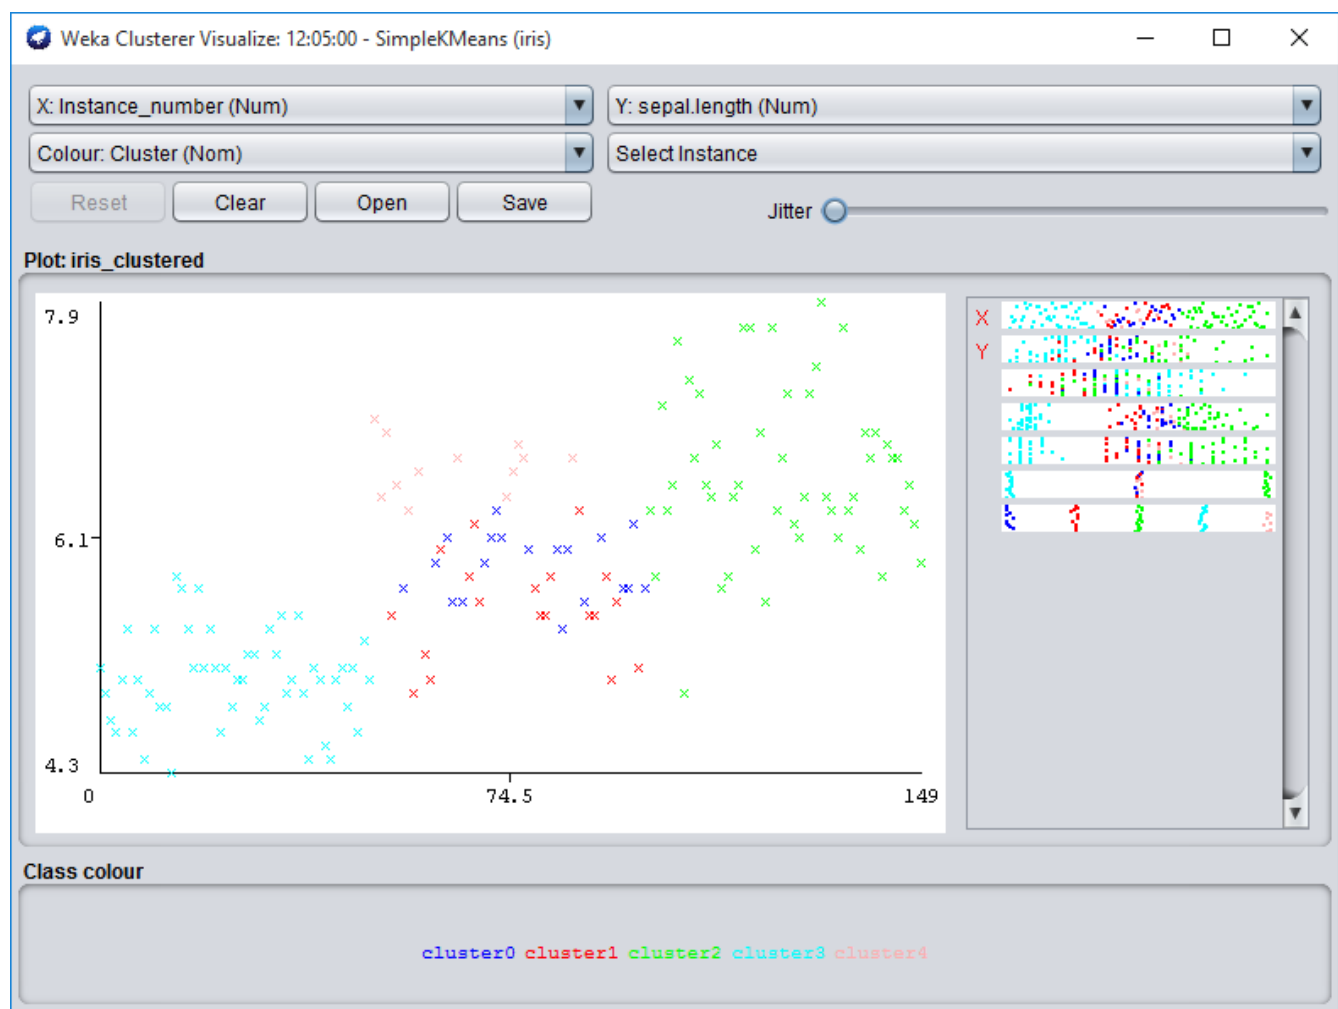 Weka Clusterer Visualize: 12:05:00 - SimpleKMeans (iris)
X: Instance_number (Num) Y: sepal.length (Num)
Colour: Cluster (Nom) Select Instance
Reset Clear Open Save Jitter
Plot: iris_clustered
7.9
6.1
4.3
0 74.5 149
X
Y
Class colour
cluster0 cluster1 cluster2 cluster3 cluster4